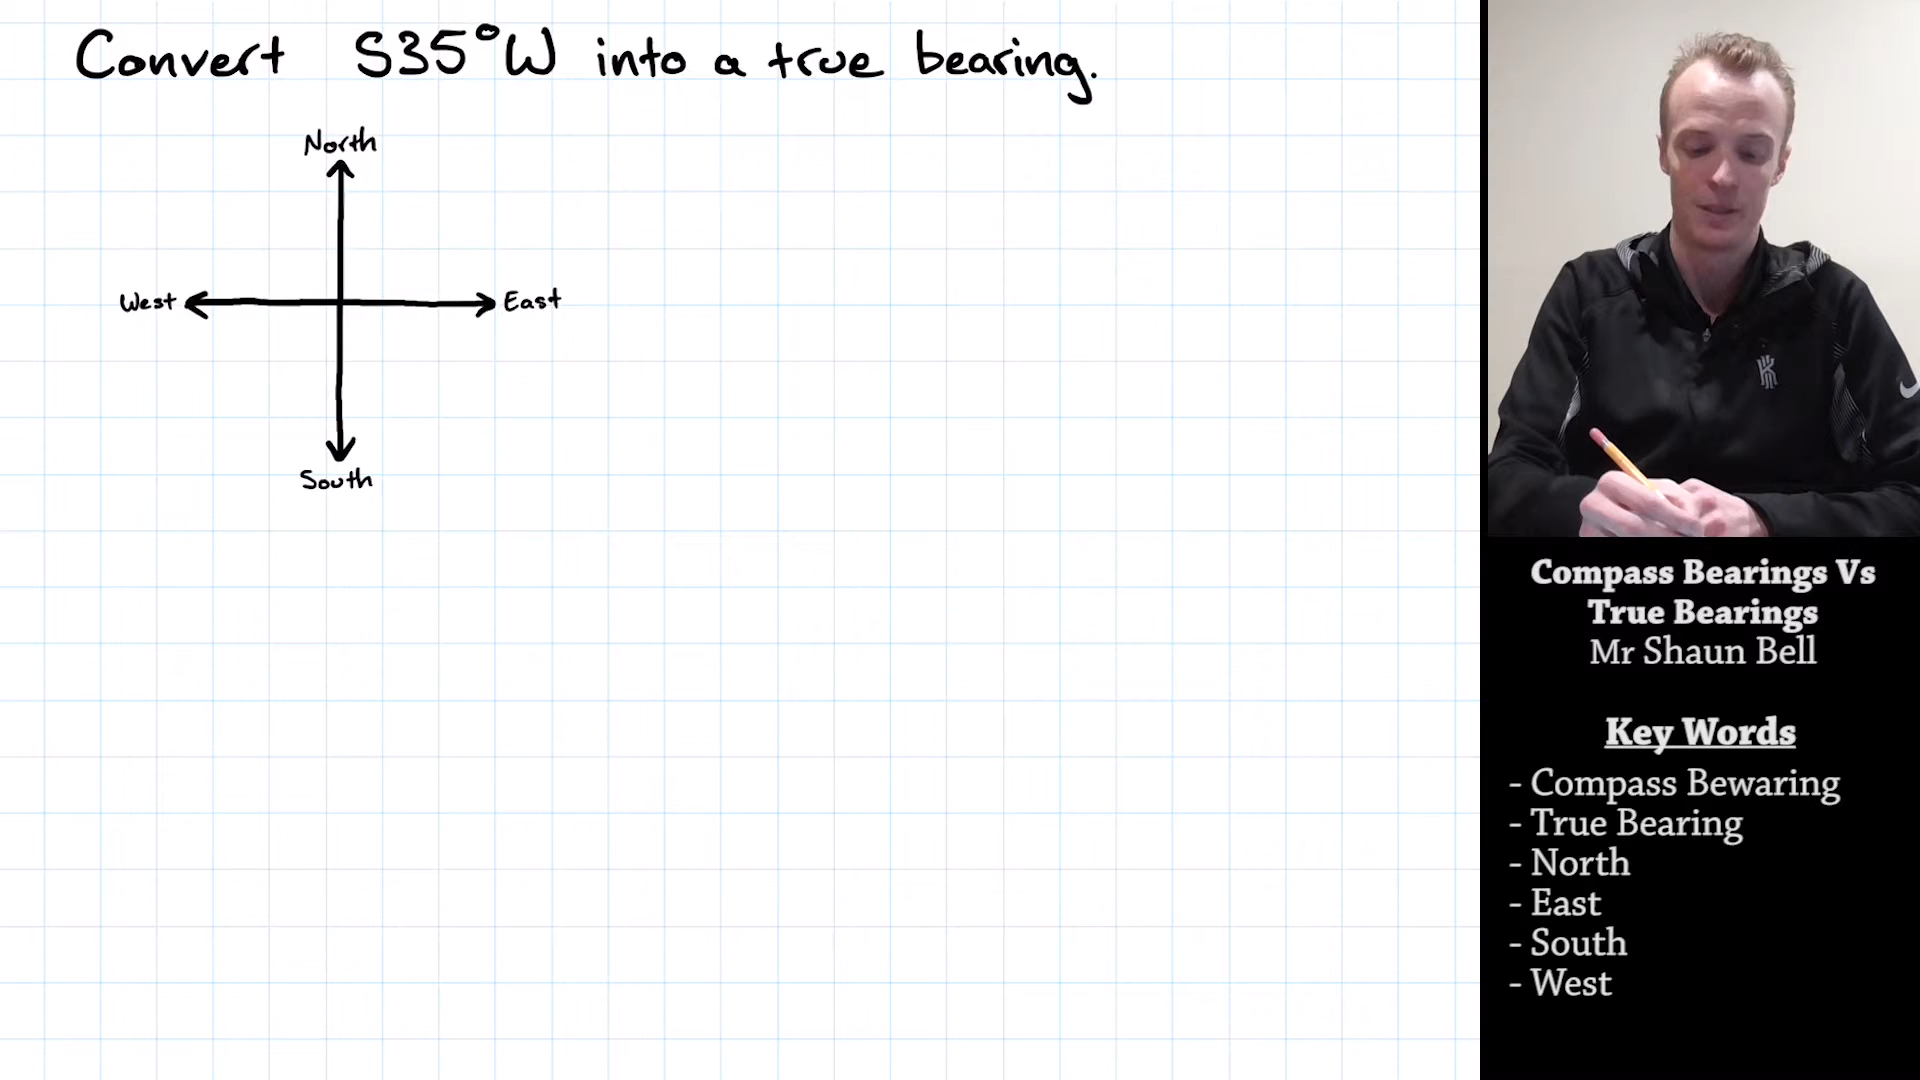 Convert S35°W into a true bearing.
North
West East
South
Compass Bearings Vs
True Bearings
Mr Shaun Bell
Key Words
- Compass Bewaring
- True Bearing
- North
- East
- South
- West